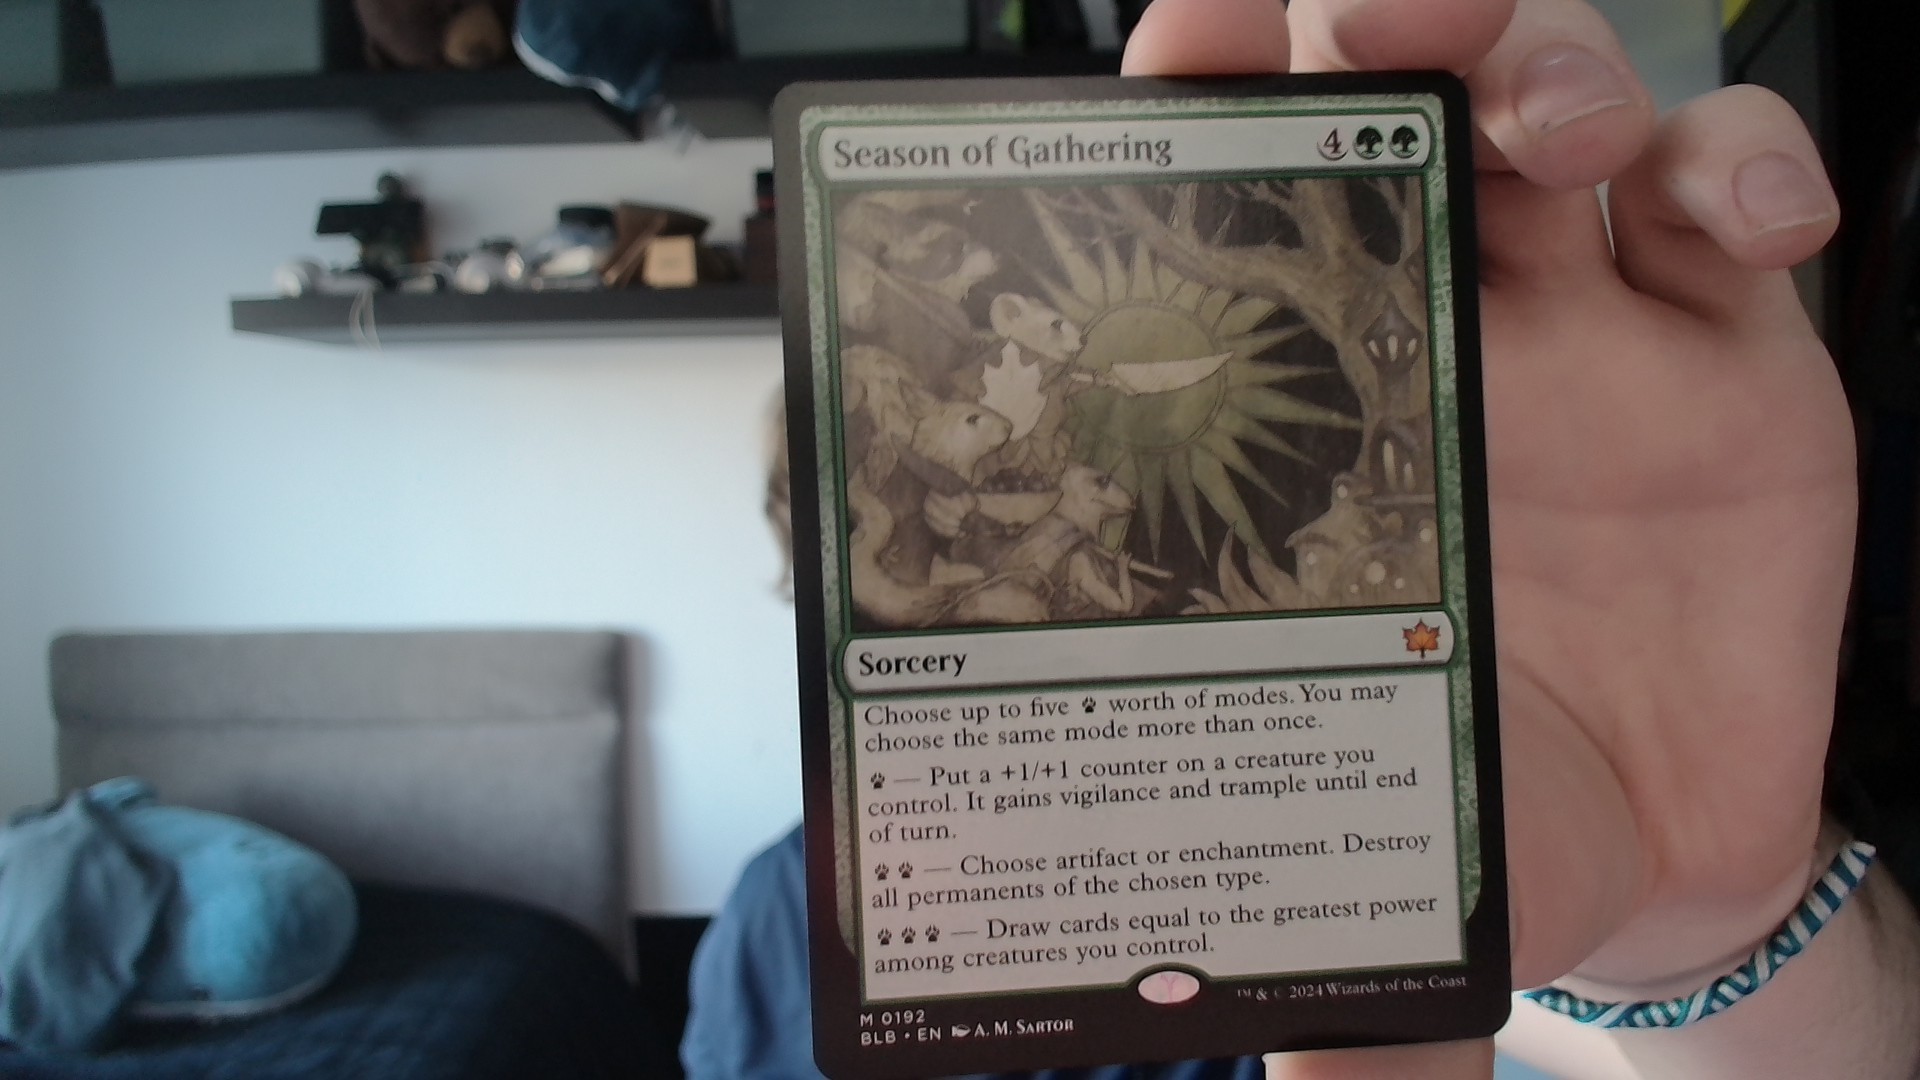 Season of Gathering 4
Sorcery
Choose up to five worth of modes. You may
choose the same mode more than once.
— Put a +1/+1 counter on a creature you
control. It gains vigilance and trample until end
of turn.
— Choose artifact or enchantment. Destroy
all permanents of the chosen type.
— Draw cards equal to the greatest power
among creatures you control.
™ & © 2024 Wizards of the Coast
M 0192
BLB • EN A. M. Sartor